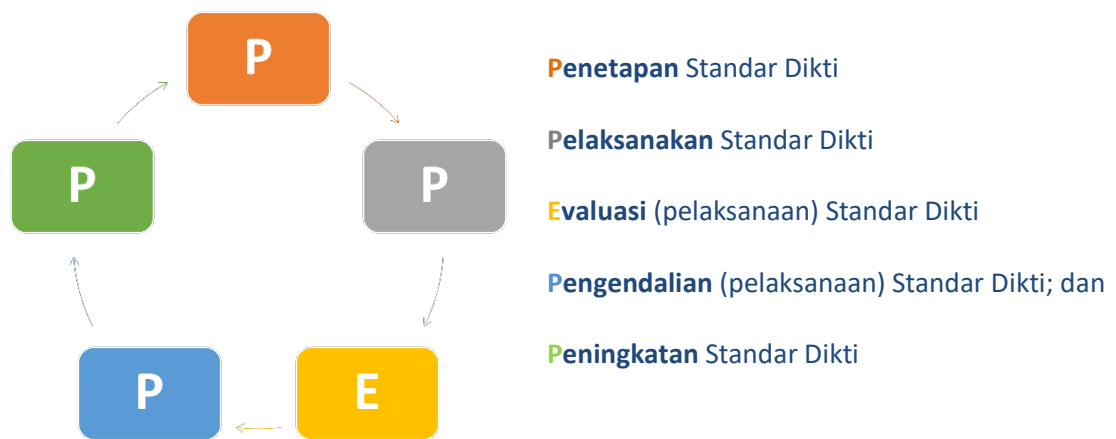 P
Penetapan Standar Dikti
P
P
Pelaksanakan Standar Dikti
Evaluasi (pelaksanaan) Standar Dikti
Pengendalian (pelaksanaan) Standar Dikti; dan
P
E
Peningkatan Standar Dikti